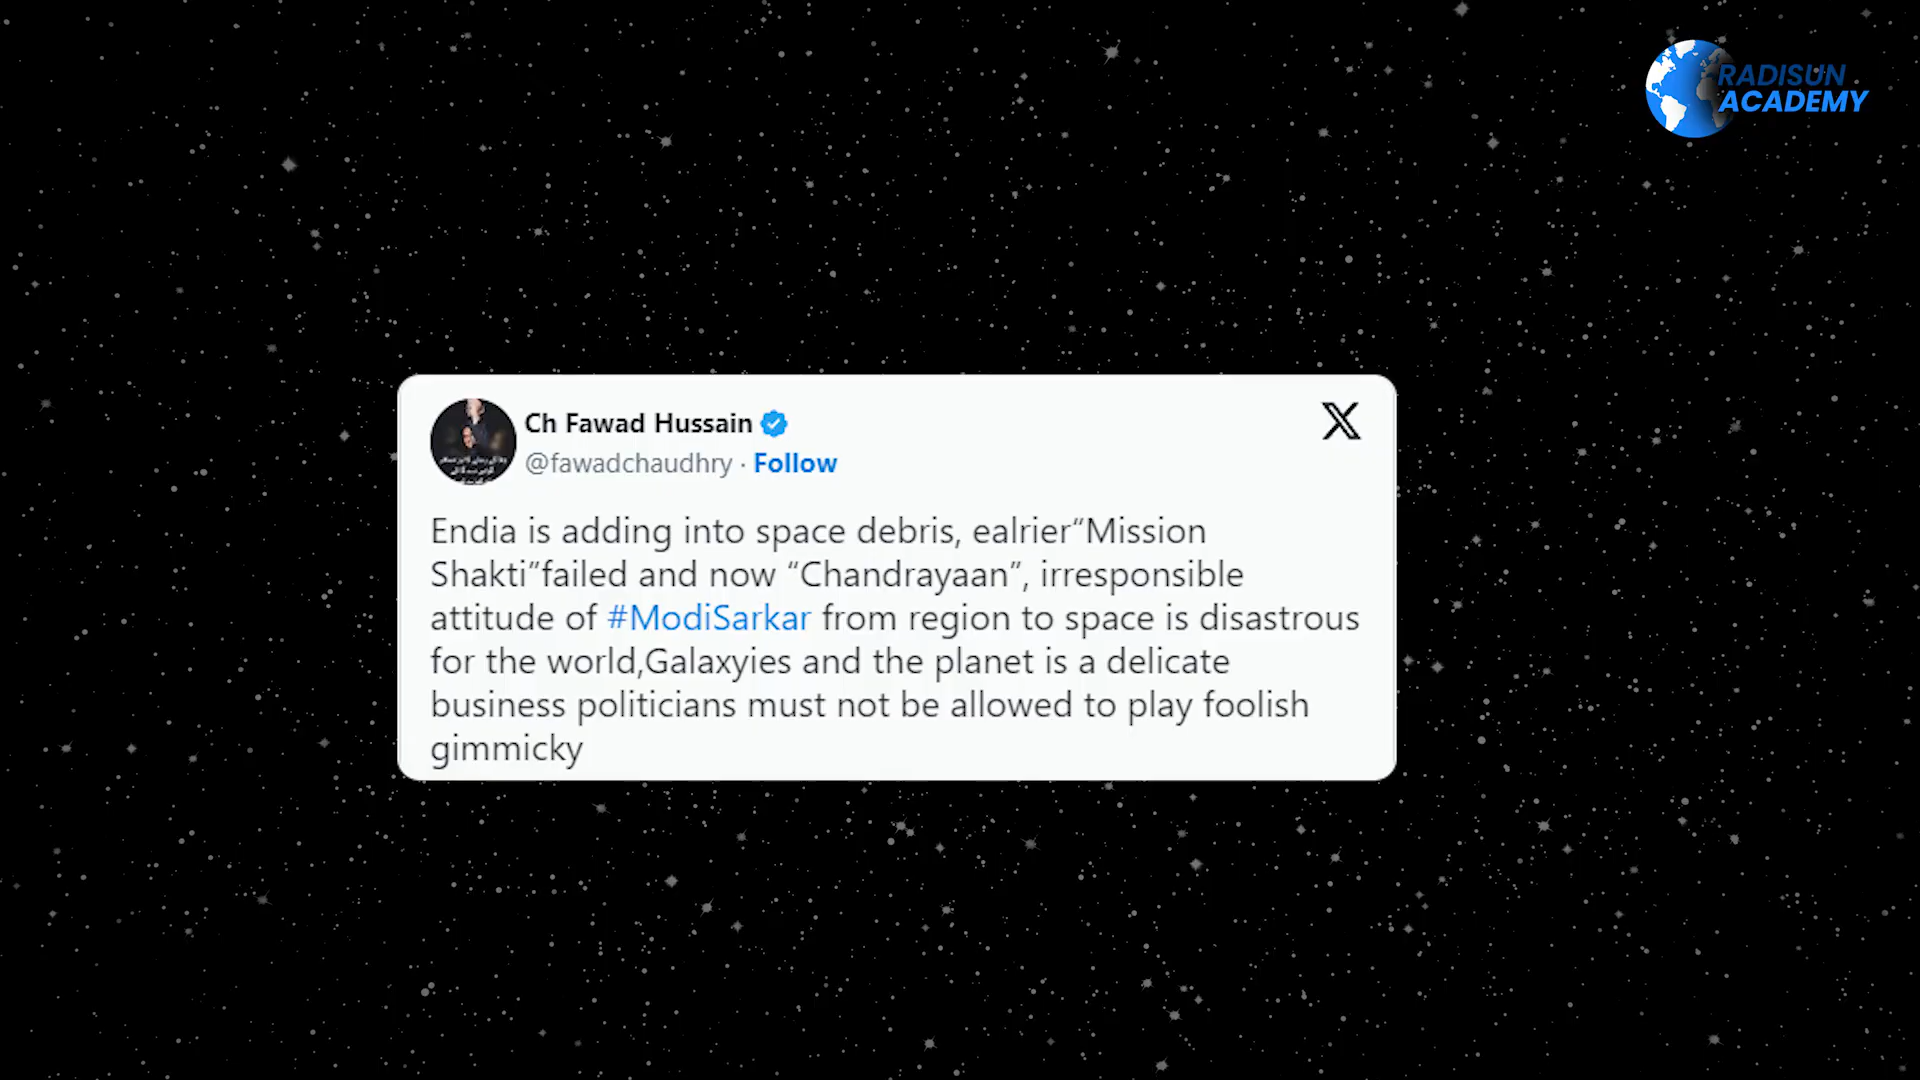 RADISUN
ACADEMY
Ch Fawad Hussain
@fawadchaudhry · Follow
Endia is adding into space debris, ealrier“Mission
Shakti”failed and now “Chandrayaan”, irresponsible
attitude of #ModiSarkar from region to space is disastrous
for the world,Galaxyies and the planet is a delicate
business politicians must not be allowed to play foolish
gimmicky